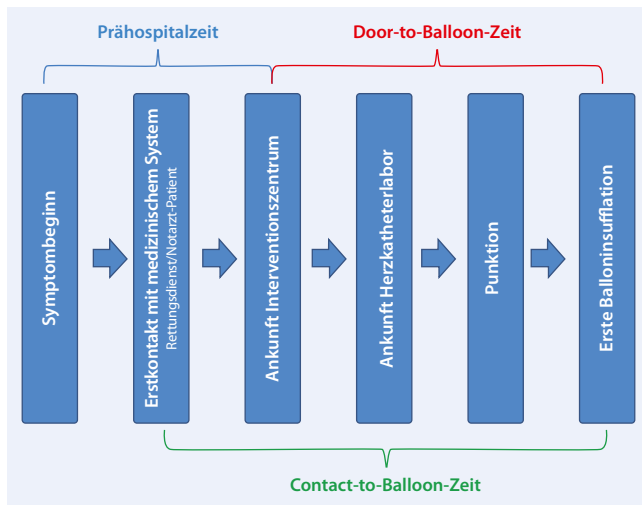 Prähospitalzeit
Door-to-Balloon-Zeit
Symptombeginn
Erstkontakt mit medizinischem System
Rettungsdienst/Notarzt-Patient
Ankunft Interventionszentrum
Ankunft Herzkatheterlabor
Punktion
Erste Balloninsufflation
Contact-to-Balloon-Zeit